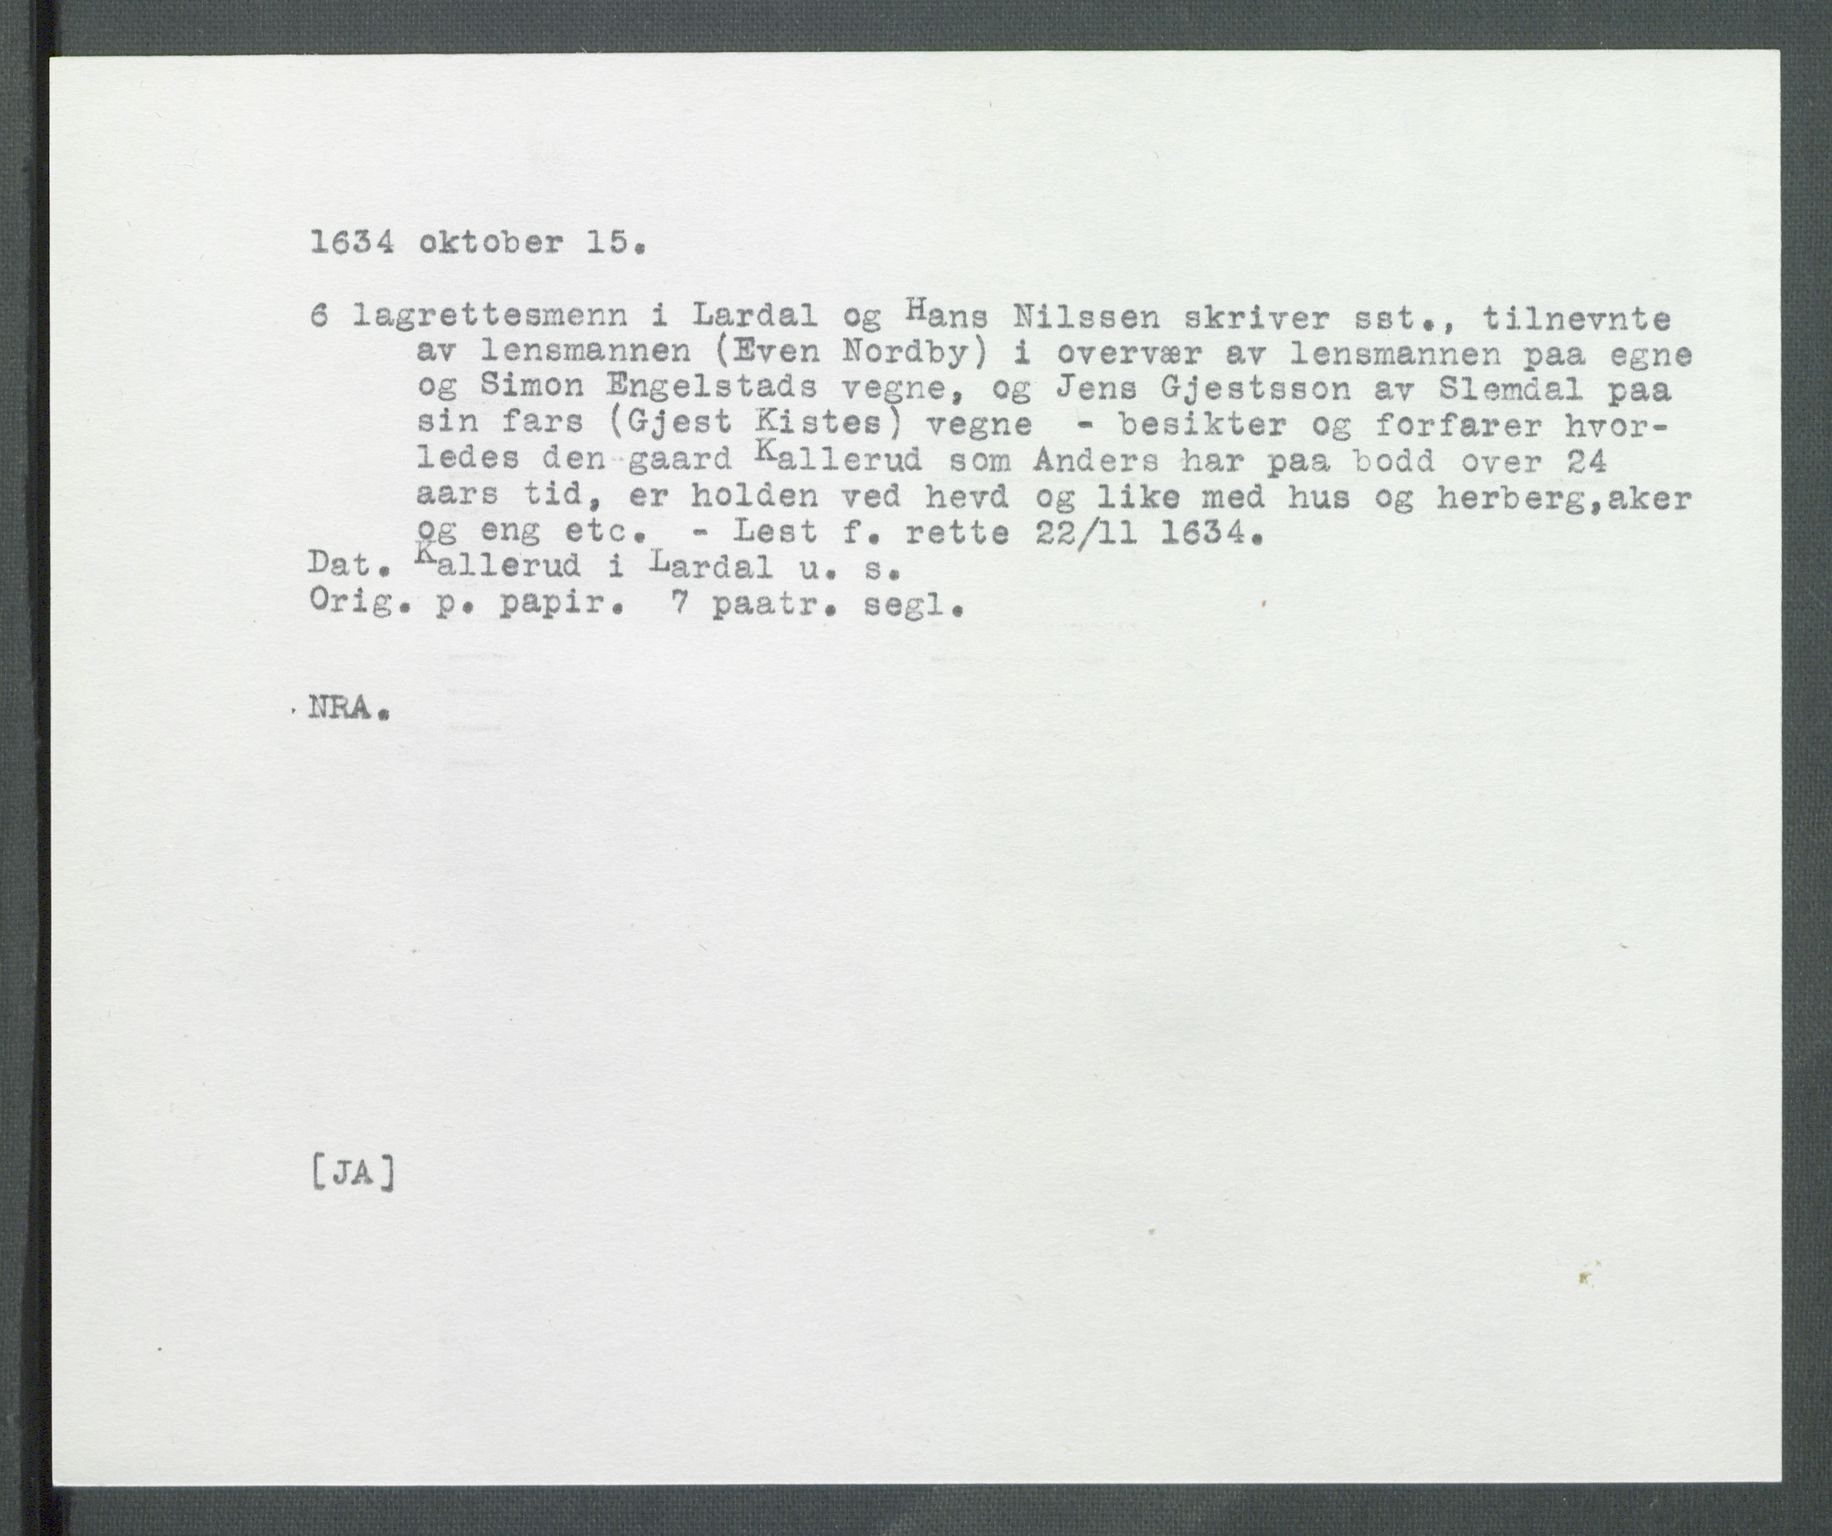 1634 oktober 15.
6 lagrettesmenn i Lardal og Hans Nilssen skriver sst., tilnevnte
av lensmannen (Even Nordby) i overvær av lensmannen paa egne
og Simon Engelstads vegne, og Jens Gjestsson av Slemdal paa
sin fars (Gjest Kistes) vegne - besikter og forfarer hvor-
ledes den gaard Kallerud som Anders har paa bodd over 24
aars tid, er holden ved hevd og like med hus og herberg,aker
og eng etc. - Lest f. rette 22/11 1634.
Dat. Kallerud i Lardal u. s.
Orig. p. papir. 7 paatr. segl.
NRA.
[JA]